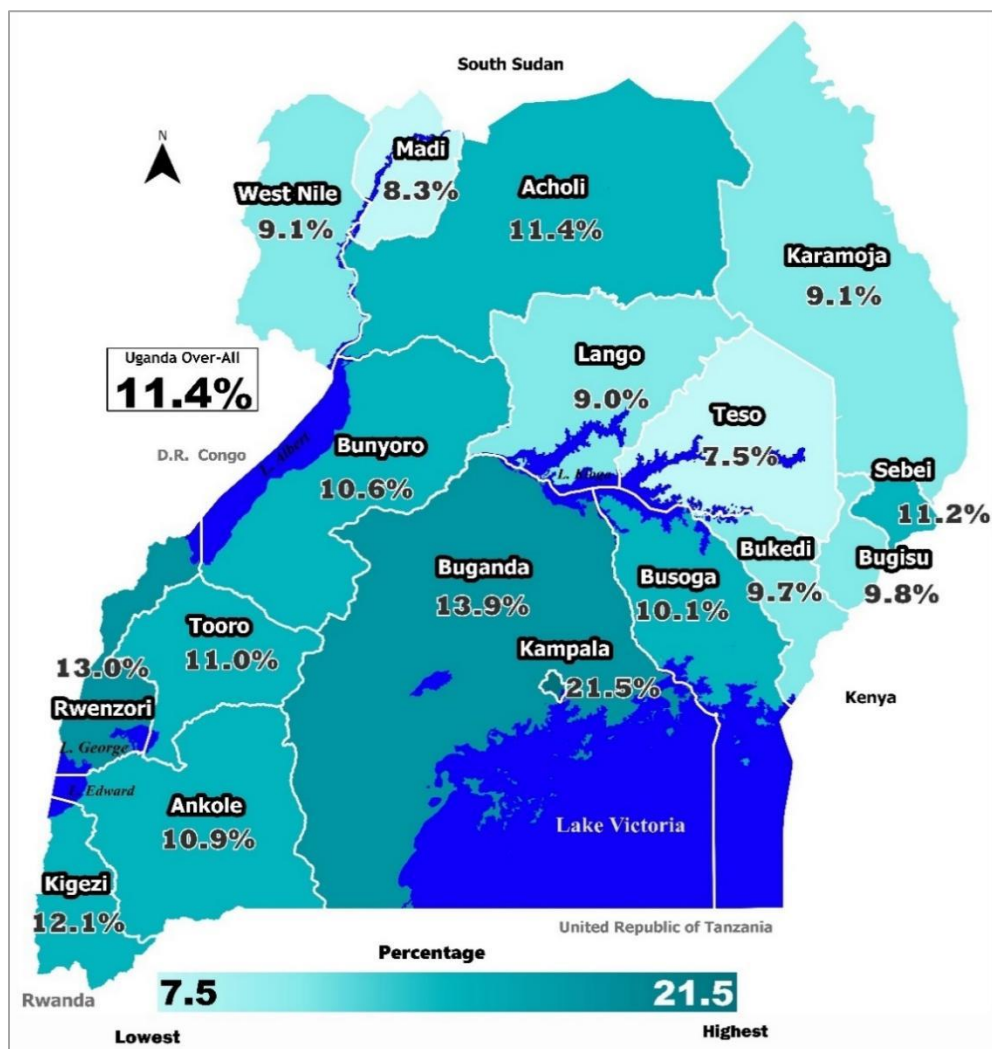 South Sudan
N
Madi
8.3%
West Nile
9.1%
Acholi
11.4%
Karamoja
9.1%
Uganda Over-All
11.4%
Lango
9.0%
Teso
7.5%
D.R. Congo
L. Albert
Bunyoro
10.6%
L. Kioga
Sebei
11.2%
Bukedi
9.7%
Bugisu
9.8%
Buganda
13.9%
Busoga
10.1%
Tooro
11.0%
Kampala
21.5%
13.0%
Rwenzori
Kenya
L. George
L. Edward
Ankole
10.9%
Lake Victoria
Kigezi
12.1%
United Republic of Tanzania
Percentage
Rwanda
7.5
21.5
Lowest
Highest